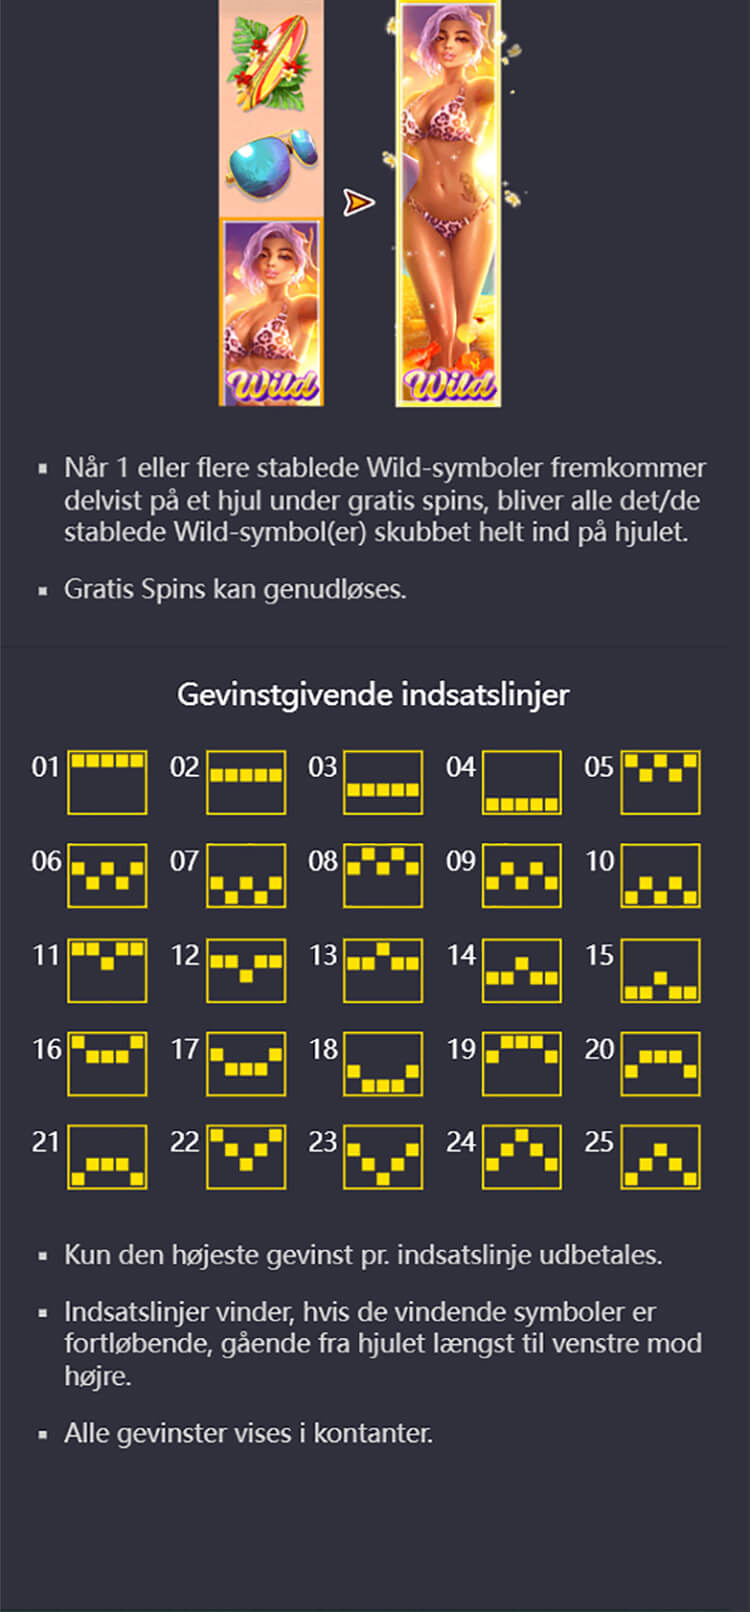 Wild
Wild
Når 1 eller flere stablede Wild-symboler fremkommer
delvist på et hjul under gratis spins, bliver alle det/de
stablede Wild-symbol(er) skubbet helt ind på hjulet.
Gratis Spins kan genudløses.
Gevinstgivende indsatslinjer
01 02 03 04 05
06 07 08 09 10
11 12 13 14 15
16 17 18 19 20
21 22 23 24 25
Kun den højeste gevinst pr. indsatslinje udbetales.
Indsatslinjer vinder, hvis de vindende symboler er
fortløbende, gående fra hjulet længst til venstre mod
højre.
Alle gevinster vises i kontanter.